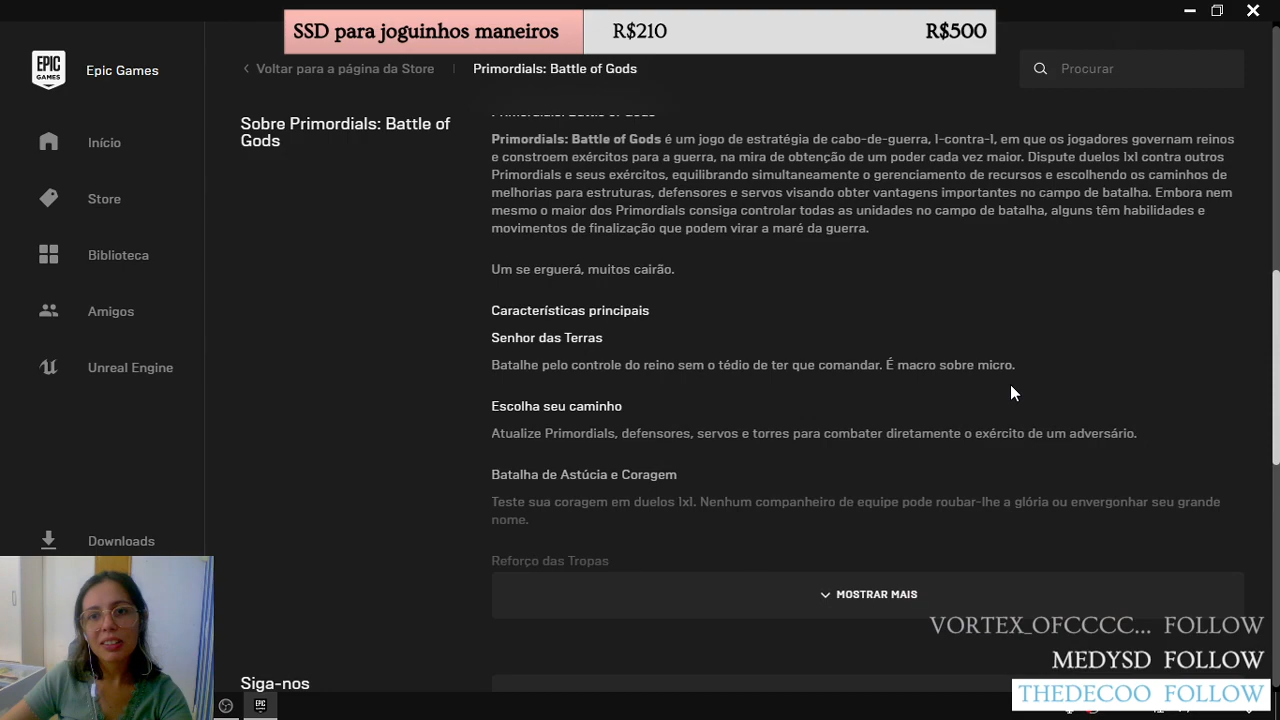 SSD para joguinhos maneiros R$210 R$500
EPIC GAMES
Epic Games
Voltar para a página da Store
Primordials: Battle of Gods
Procurar
Início
Store
Biblioteca
Amigos
Unreal Engine
Downloads
Sobre Primordials: Battle of
Gods
Primordials: Battle of Gods
Primordials: Battle of Gods é um jogo de estratégia de cabo-de-guerra, 1-contra-1, em que os jogadores governam reinos
e constroem exércitos para a guerra, na mira de obtenção de um poder cada vez maior. Dispute duelos 1x1 contra outros
Primordials e seus exércitos, equilibrando simultaneamente o gerenciamento de recursos e escolhendo os caminhos de
melhorias para estruturas, defensores e servos visando obter vantagens importantes no campo de batalha. Embora nem
mesmo o maior dos Primordials consiga controlar todas as unidades no campo de batalha, alguns têm habilidades e
movimentos de finalização que podem virar a maré da guerra.
Um se erguerá, muitos cairão.
Características principais
Senhor das Terras
Batalhe pelo controle do reino sem o tédio de ter que comandar. É macro sobre micro.
Escolha seu caminho
Atualize Primordials, defensores, servos e torres para combater diretamente o exército de um adversário.
Batalha de Astúcia e Coragem
Teste sua coragem em duelos 1x1. Nenhum companheiro de equipe pode roubar-lhe a glória ou envergonhar seu grande
nome.
Reforço das Tropas
MOSTRAR MAIS
Siga-nos
VORTEX_OFCCCC... FOLLOW
MEDYSD FOLLOW
THEDECOO FOLLOW
EPIC